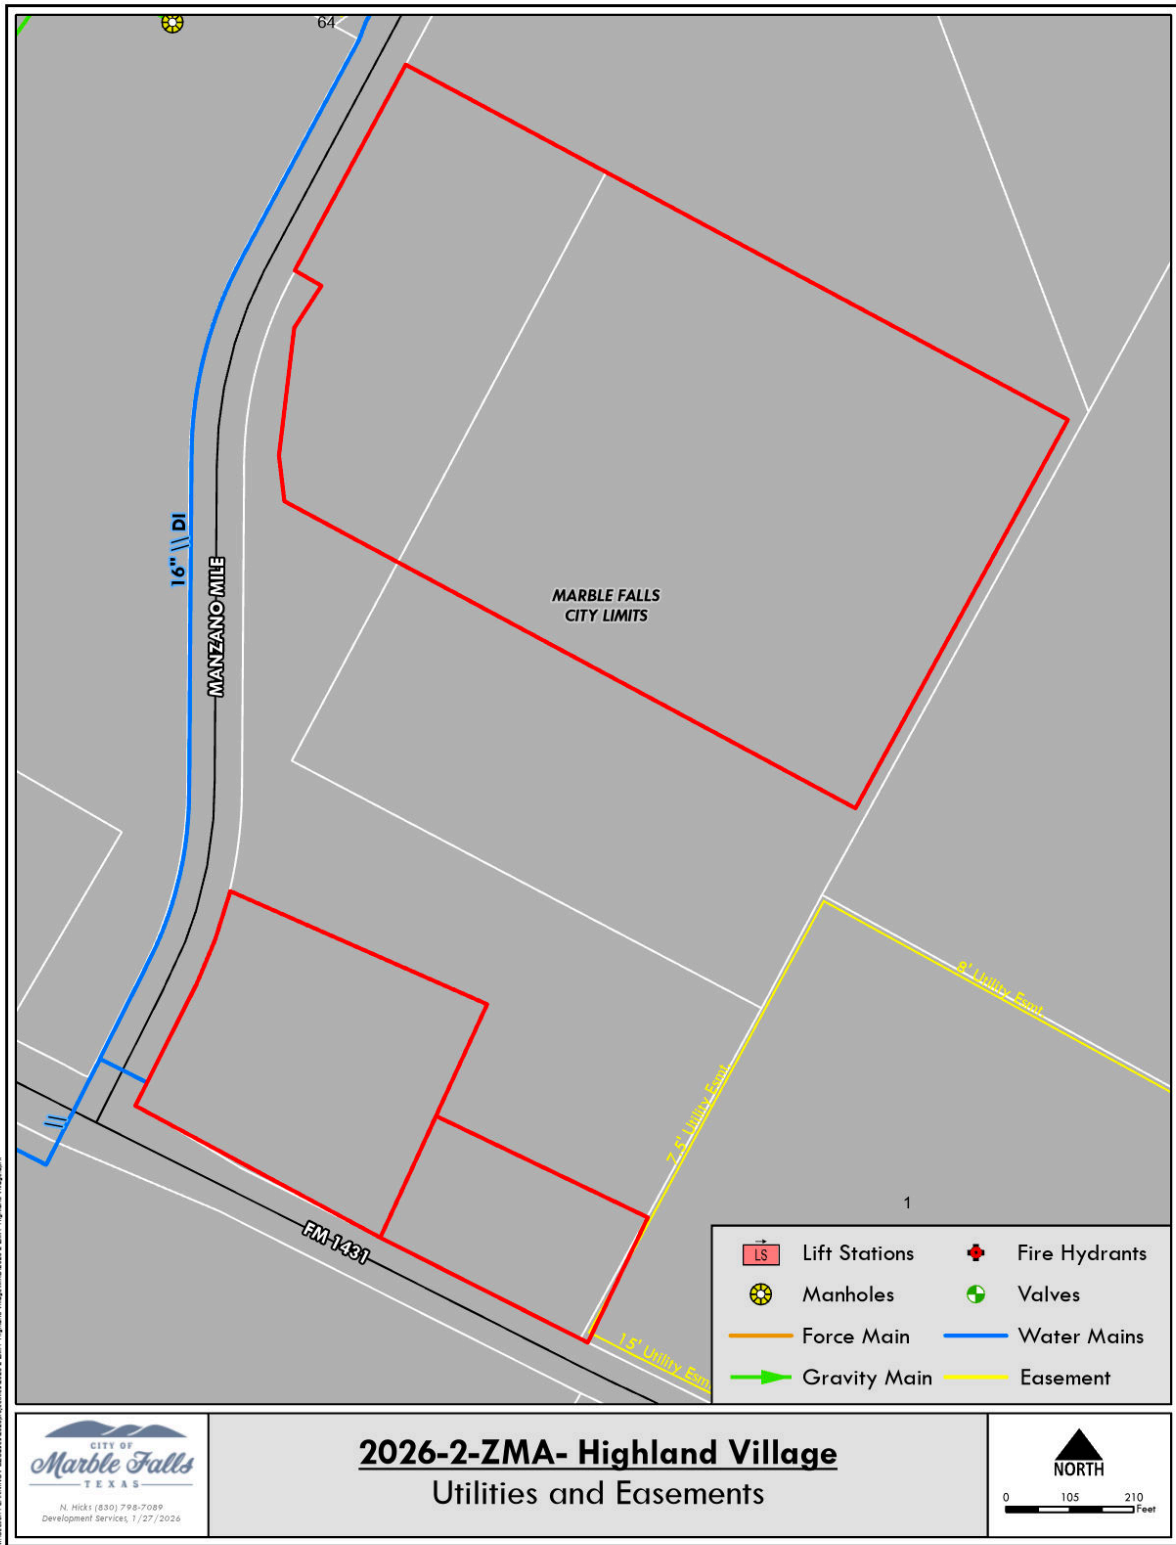 64
16" \\ DI
MANZANO MILE
MARBLE FALLS
CITY LIMITS
8' Utility Esmt
7.5' Utility Esmt
\\
1
FM 1431
15' Utility Esm
LS
Lift Stations
Fire Hydrants
Manholes
Valves
Force Main
Water Mains
Gravity Main
Easement
CITY OF
Marble Falls
TEXAS
N. Hicks (830) 798-7089
Development Services, 1/27/2026
2026-2-ZMA- Highland Village
Utilities and Easements
NORTH
0 105 210
Feet